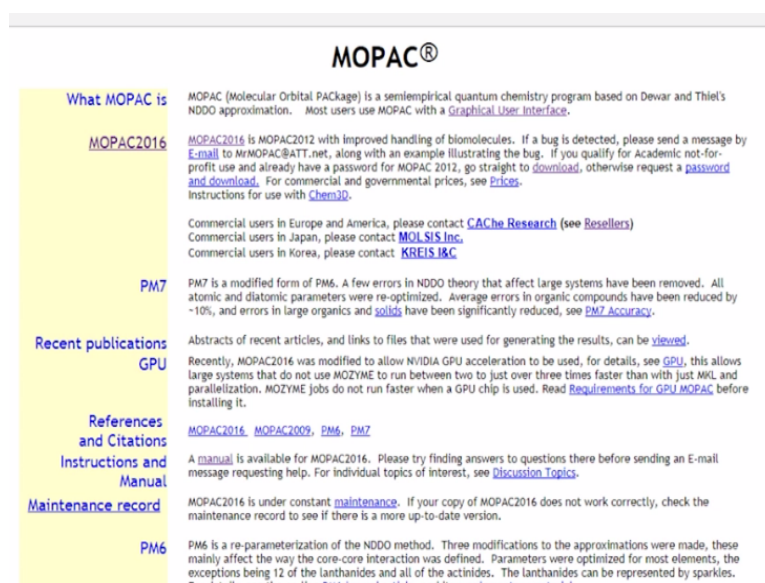 MOPAC®
What MOPAC is
MOPAC (Molecular Orbital PACkage) is a semiempirical quantum chemistry program based on Dewar and Thiel's
NDDO approximation. Most users use MOPAC with a Graphical User Interface.
MOPAC2016
MOPAC2016 is MOPAC2012 with improved handling of biomolecules. If a bug is detected, please send a message by
E-mail to MrMOPAC@ATT.net, along with an example illustrating the bug. If you qualify for Academic not-for-
profit use and already have a password for MOPAC 2012, go straight to download, otherwise request a password
and download. For commercial and governmental prices, see Prices.
Instructions for use with Chem3D.
Commercial users in Europe and America, please contact CAChe Research (see Resellers)
Commercial users in Japan, please contact MOLSIS Inc.
Commercial users in Korea, please contact KREIS I&C
PM7
PM7 is a modified form of PM6. A few errors in NDDO theory that affect large systems have been removed. All
atomic and diatomic parameters were re-optimized. Average errors in organic compounds have been reduced by
~10%, and errors in large organics and solids have been significantly reduced, see PM7 Accuracy.
Recent publications
Abstracts of recent articles, and links to files that were used for generating the results, can be viewed.
GPU
Recently, MOPAC2016 was modified to allow NVIDIA GPU acceleration to be used, for details, see GPU, this allows
large systems that do not use MOZYME to run between two to just over three times faster than with just MKL and
parallelization. MOZYME jobs do not run faster when a GPU chip is used. Read Requirements for GPU MOPAC before
installing it.
References
and Citations
MOPAC2016 MOPAC2009, PM6, PM7
Instructions and
Manual
A manual is available for MOPAC2016. Please try finding answers to questions there before sending an E-mail
message requesting help. For individual topics of interest, see Discussion Topics.
Maintenance record
MOPAC2016 is under constant maintenance. If your copy of MOPAC2016 does not work correctly, check the
maintenance record to see if there is a more up-to-date version.
PM6
PM6 is a re-parameterization of the NDDO method. Three modifications to the approximations were made, these
mainly affect the way the core-core interaction was defined. Parameters were optimized for most elements, the
exceptions being 12 of the lanthanides and all of the actinides. The lanthanides can be represented by sparkles.